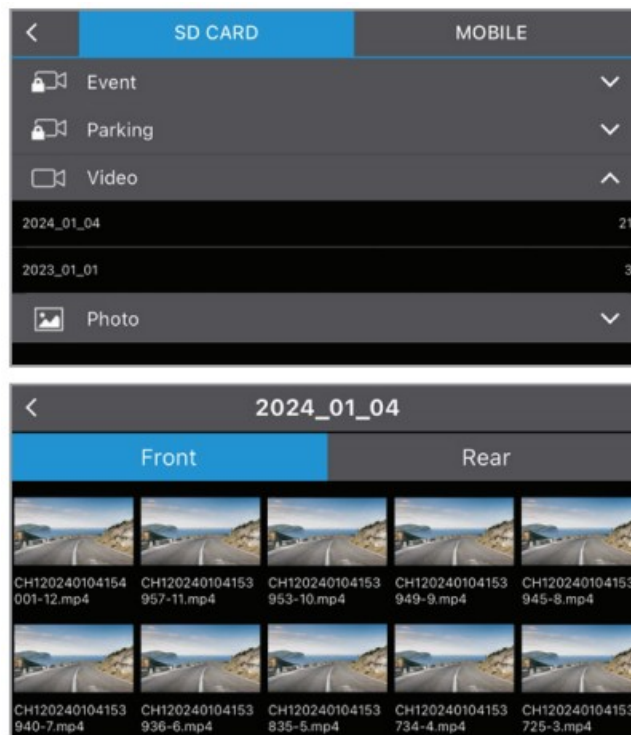 SD CARD MOBILE
Event
Parking
Video
2024_01_04 21
2023_01_01 3
Photo
2024_01_04
Front Rear
CH120240104154 CH120240104153 CH120240104153 CH120240104153 CH120240104153
001-12.mp4 957-11.mp4 953-10.mp4 949-9.mp4 945-8.mp4
CH120240104153 CH120240104153 CH120240104153 CH120240104153 CH120240104153
940-7.mp4 936-6.mp4 835-5.mp4 734-4.mp4 725-3.mp4